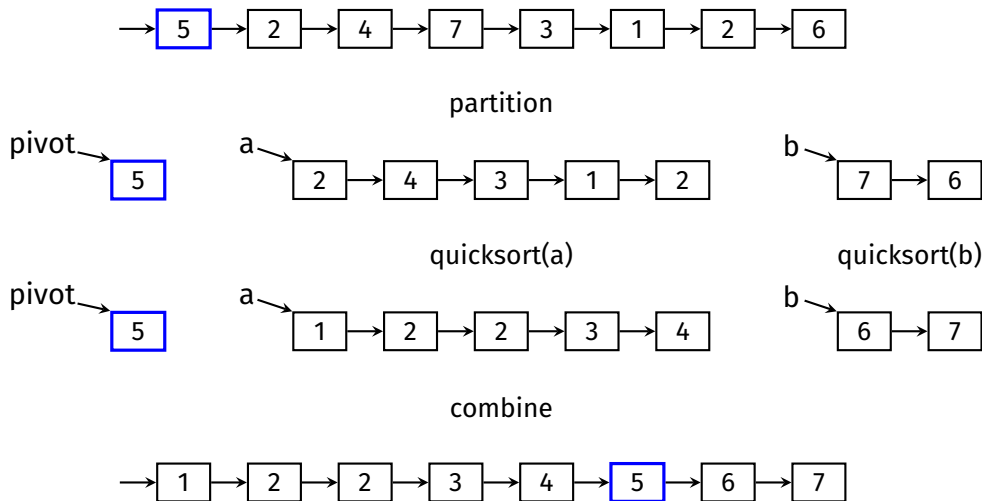 5 2 4 7 3 1 2 6
partition
pivot a b
5 2 4 3 1 2 7 6
quicksort(a) quicksort(b)
pivot a b
5 1 2 2 3 4 6 7
combine
1 2 2 3 4 5 6 7